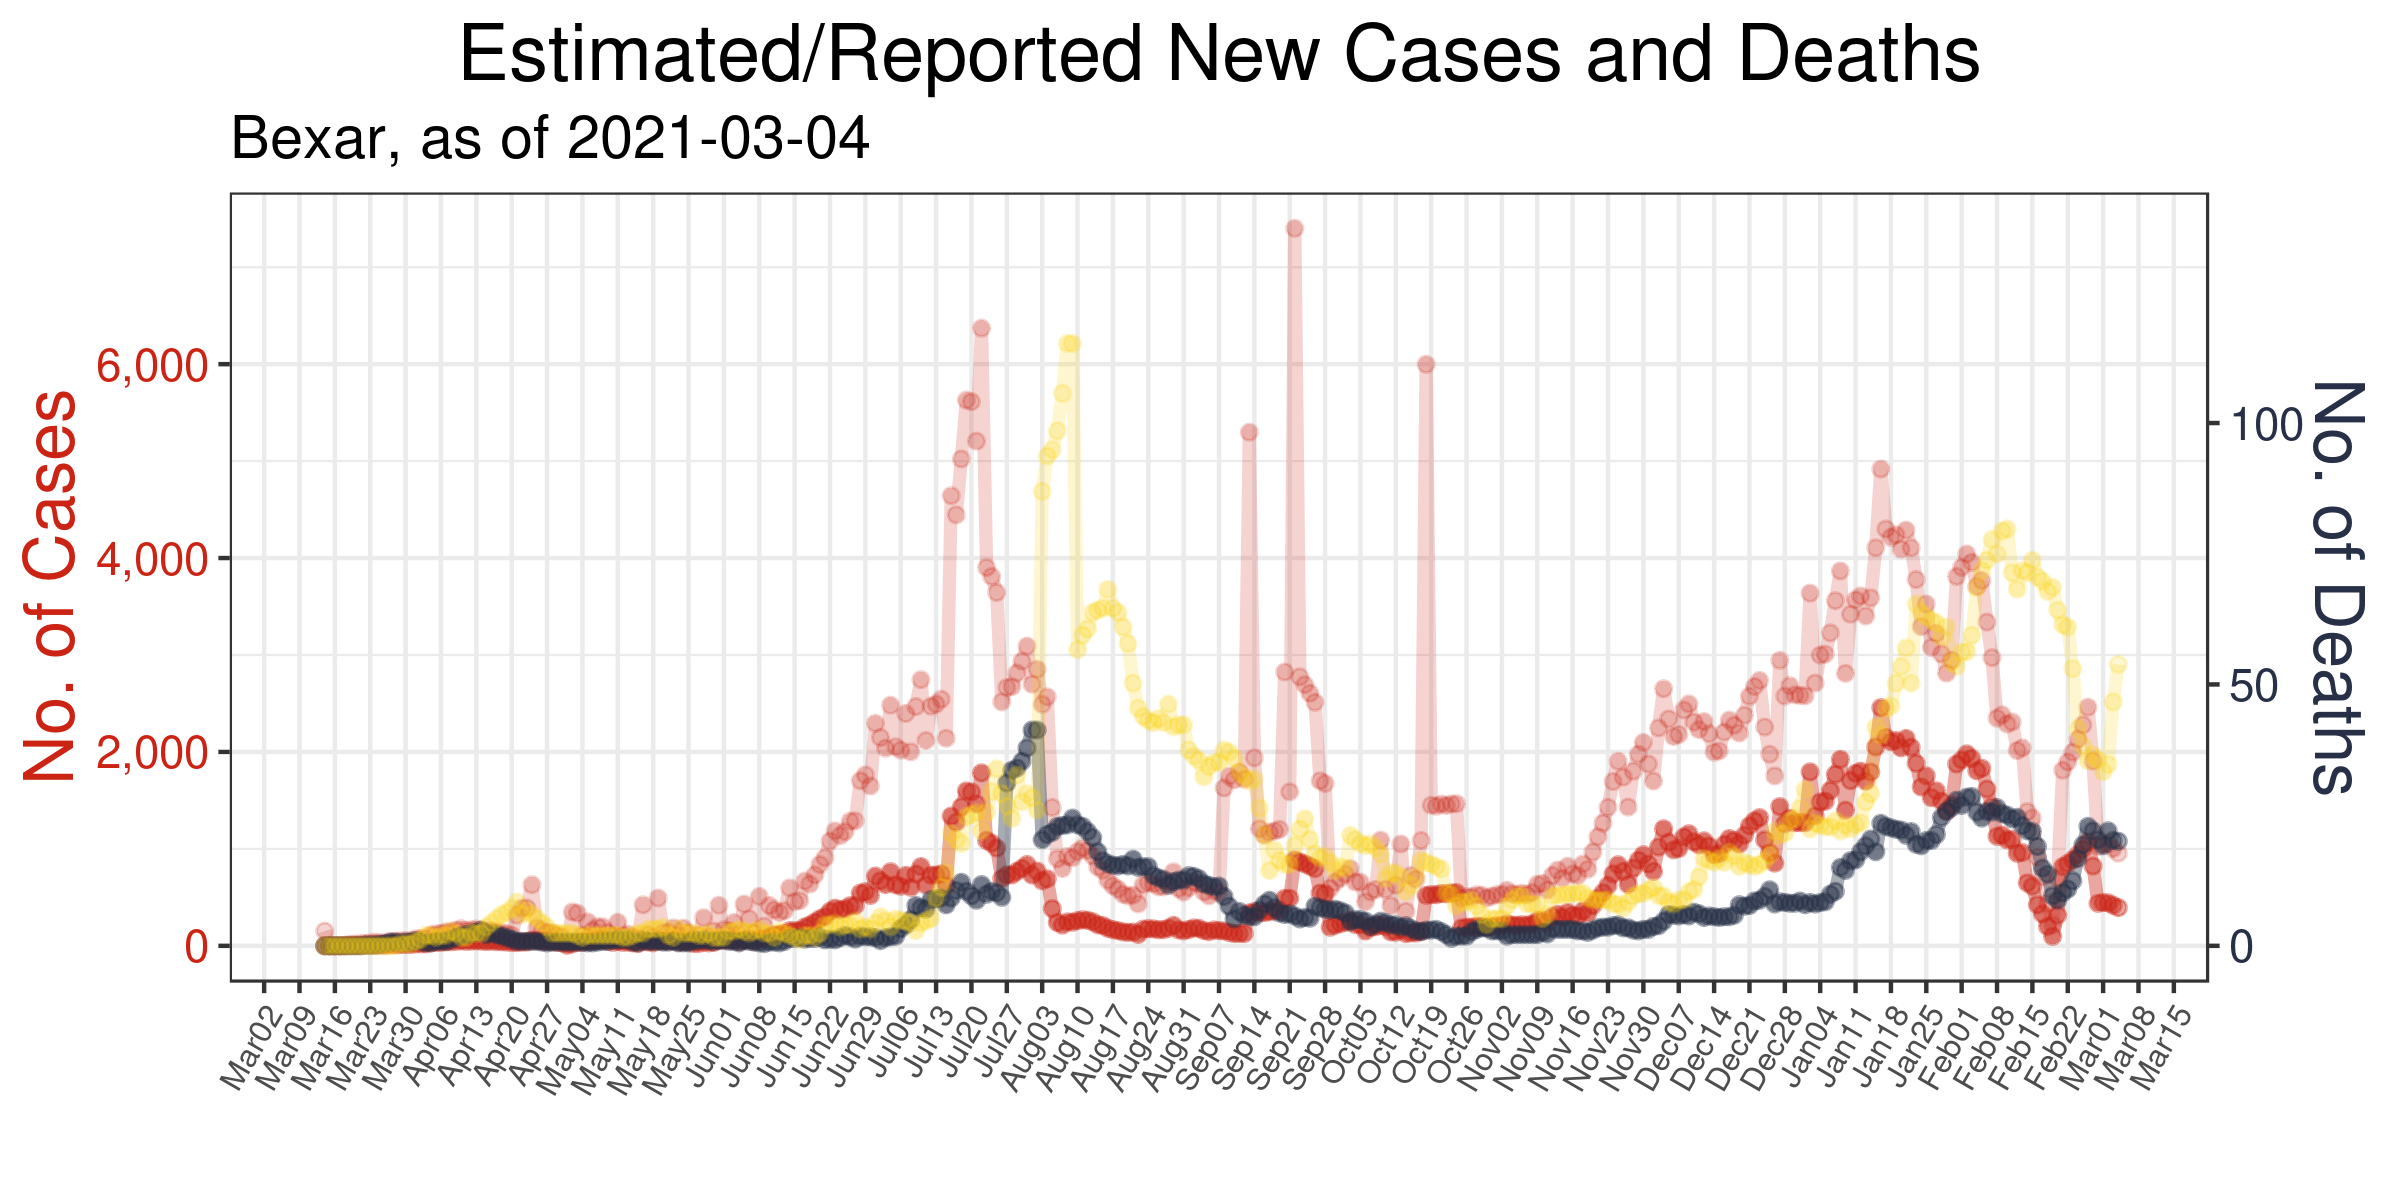 Estimated/Reported New Cases and Deaths
Bexar, as of 2021-03-04
No. of Cases
6,000
4,000
2,000
0
No. of Deaths
100
50
0
Mar02
Mar09
Mar16
Mar23
Mar30
Apr06
Apr13
Apr20
Apr27
May04
May11
May18
May25
Jun01
Jun08
Jun15
Jun22
Jun29
Jul06
Jul13
Jul20
Jul27
Aug03
Aug10
Aug17
Aug24
Aug31
Sep07
Sep14
Sep21
Sep28
Oct05
Oct12
Oct19
Oct26
Nov02
Nov09
Nov16
Nov23
Nov30
Dec07
Dec14
Dec21
Dec28
Dec04
Jan11
Jan18
Jan25
Feb01
Feb08
Feb15
Feb22
Mar01
Mar08
Mar15